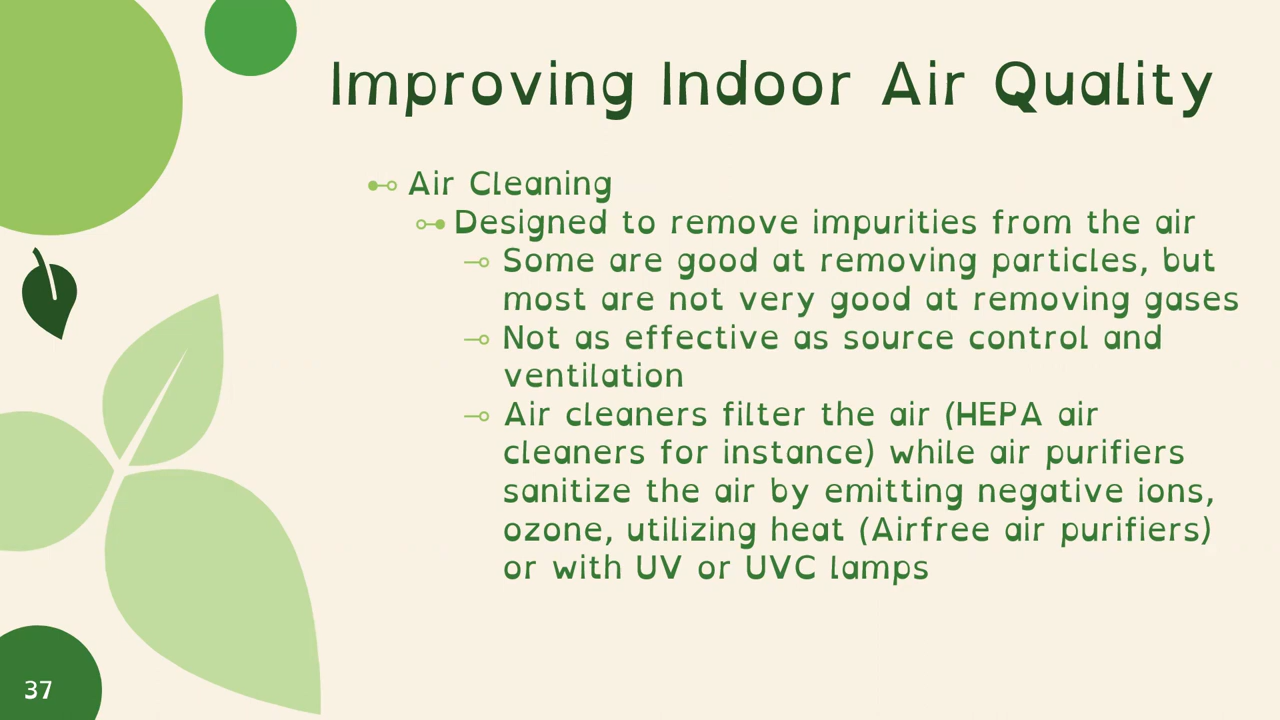 Improving Indoor Air Quality
Air Cleaning
Designed to remove impurities from the air
Some are good at removing particles, but
most are not very good at removing gases
Not as effective as source control and
ventilation
Air cleaners filter the air (HEPA air
cleaners for instance) while air purifiers
sanitize the air by emitting negative ions,
ozone, utilizing heat (Airfree air purifiers)
or with UV or UVC lamps
37